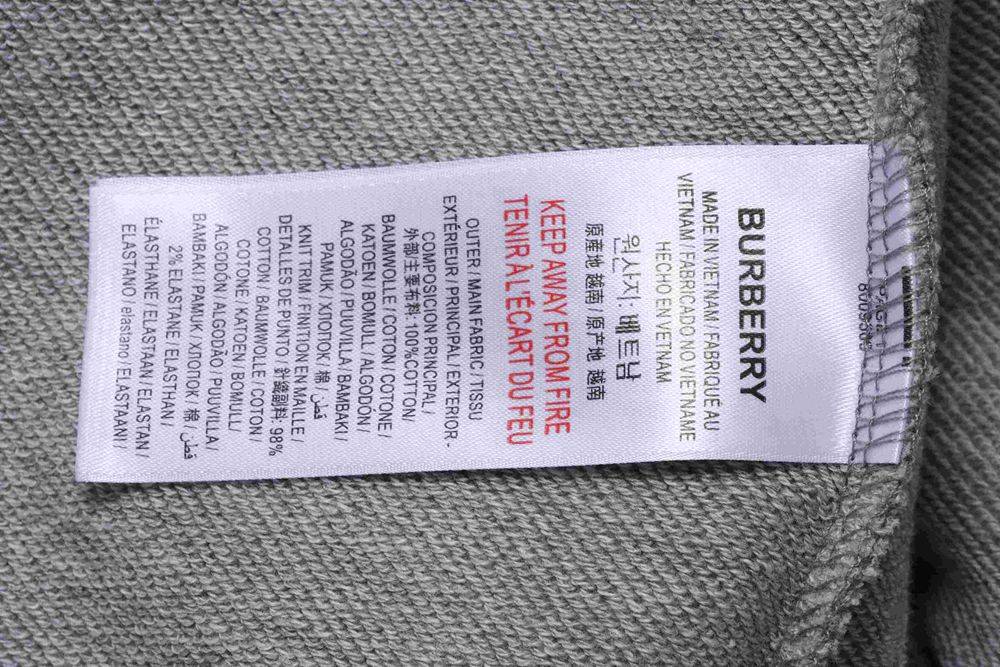 BURBERRY
MADE IN VIETNAM / FABRIQUÉ AU
VIETNAM / FABRICADO NO VIETNAME
HECHO EN VIETNAM
원산지: 베트남
原産地 越南 / 原产地 越南
KEEP AWAY FROM FIRE
TENIR À L'ÉCART DU FEU
OUTER / MAIN FABRIC / TISSU
EXTÉRIEUR / PRINCIPAL / EXTERIOR -
COMPOSICION PRINCIPAL /
外部主要布料: 100% COTTON /
BAUMWOLLE / COTON / COTONE /
KATOEN / BOMULL / ALGODÓN /
ALGODÃO / PUUVILLA / BAMBAKI /
PAMUK / ХЛОПОК / 棉 / قطن
KNIT TRIM / FINITION EN MAILLE /
DETALLES DE PUNTO / 針織副料: 98%
COTTON / BAUMWOLLE / COTON /
COTONE / KATOEN / BOMULL /
ALGODÓN / ALGODÃO / PUUVILLA /
BAMBAKI / PAMUK / ХЛОПОК / 棉 / قطن
2% ELASTANE / ELASTHAN /
ÉLASTHANE / ELASTAAN / ELASTAN /
ELASTANO / elastano / ELASTAANI /